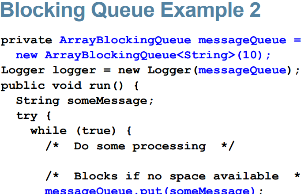 Blocking Queue Example 2
private ArrayBlockingQueue messageQueue =
new ArrayBlockingQueue<String>(10);
Logger logger = new Logger(messageQueue);
public void run() {
String someMessage;
try {
while (true) {
/* Do some processing */
/* Blocks if no space available *
messageQueue.put(someMessage);